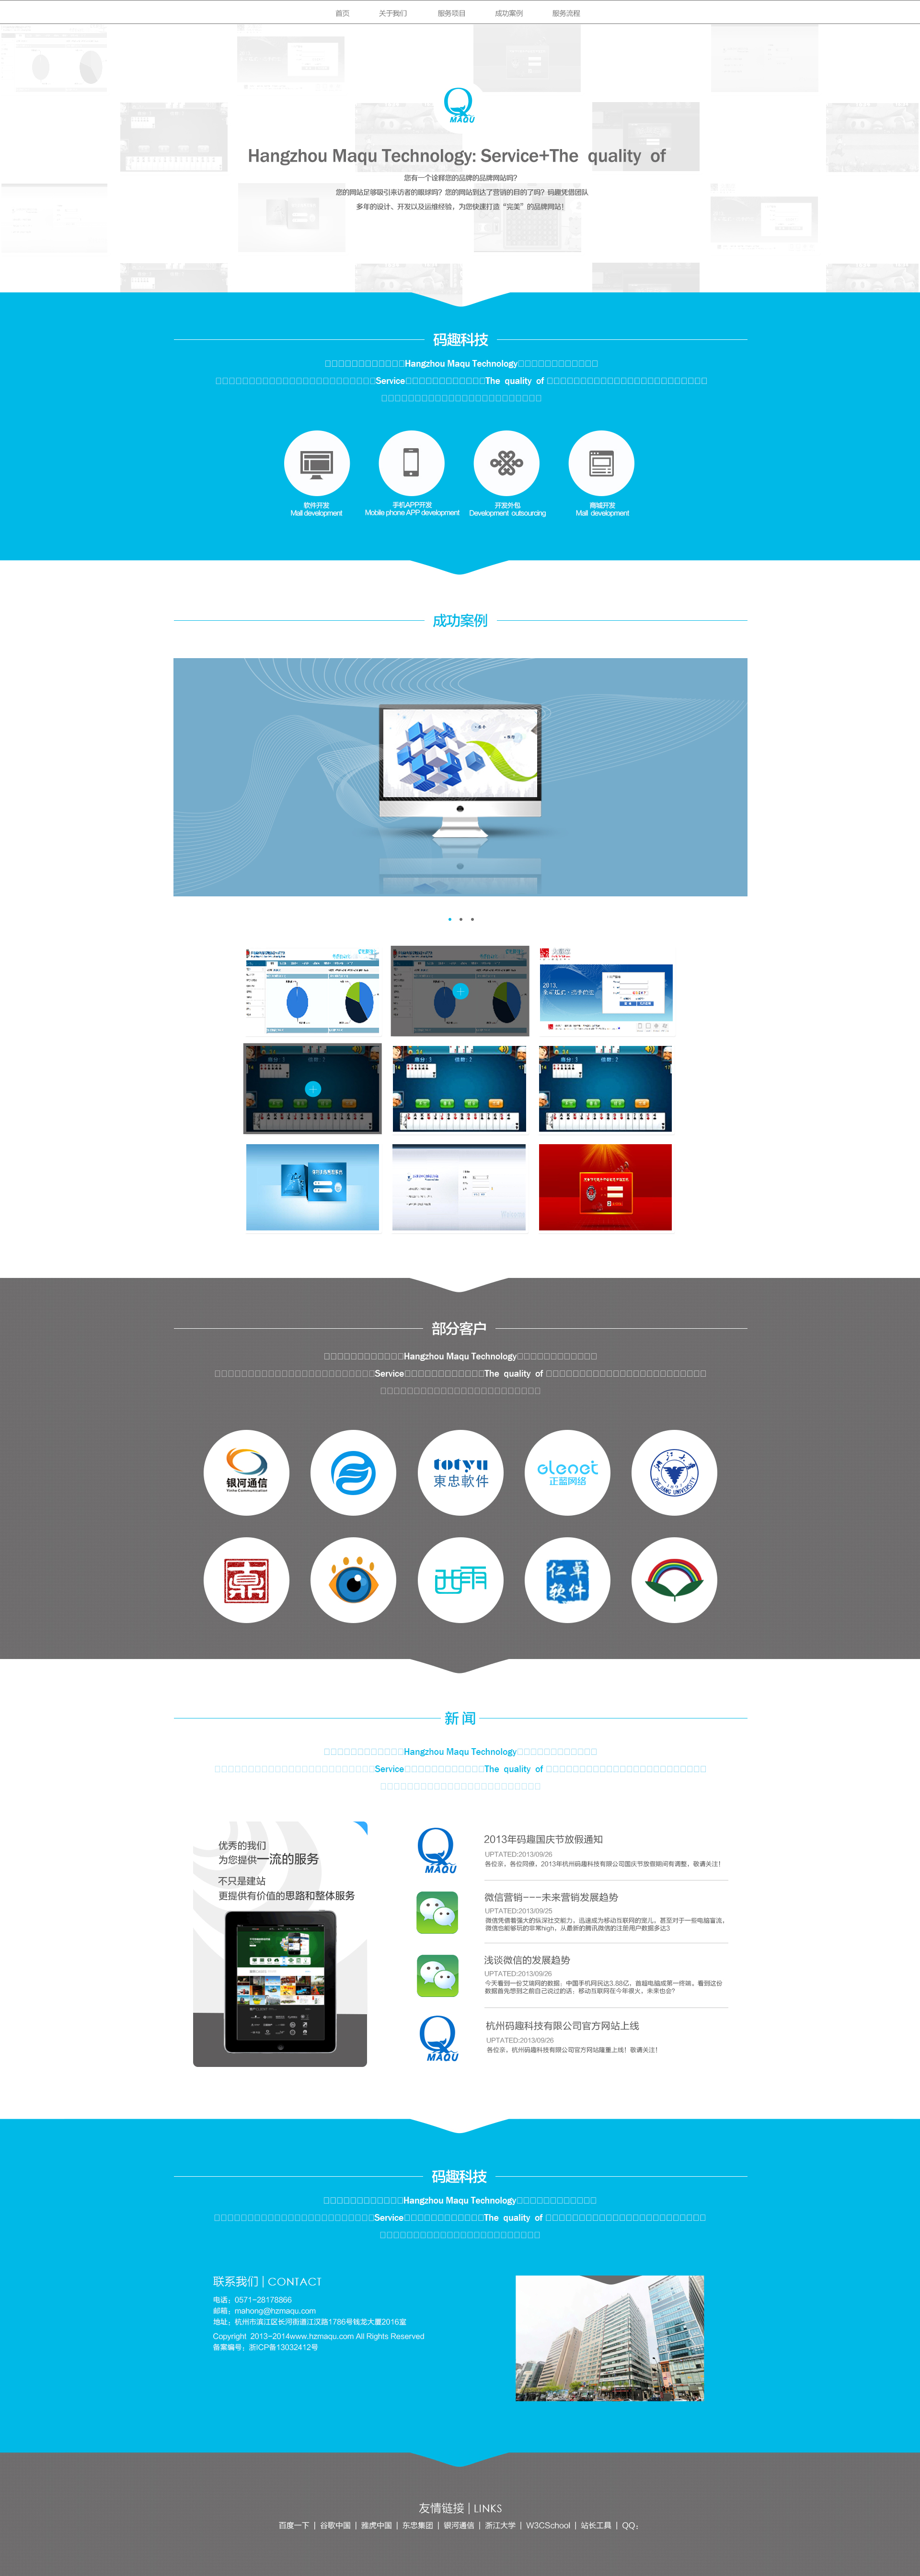 首页 关于我们 服务项目 成功案例 服务流程
MAQU
Hangzhou Maqu Technology: Service+The quality of
您有一个诠释您的品牌的品牌网站吗?
您的网站足够吸引来访者的眼球吗? 您的网站到达了营销的目的了吗? 码趣凭借团队
多年的设计、开发以及运维经验, 为您快速打造“完美”的品牌网站!
码趣科技
□□□□□□□□□□□□Hangzhou Maqu Technology□□□□□□□□□□□□
□□□□□□□□□□□□□□□□□□□□□□□□Service□□□□□□□□□□□□The quality of □□□□□□□□□□□□□□□□□□□□□□□□
□□□□□□□□□□□□□□□□□□□□□□□□
软件开发 手机APP开发 开发外包 商城开发
Mall development Mobile phone APP development Development outsourcing Mall development
成功案例
部分客户
□□□□□□□□□□□□Hangzhou Maqu Technology□□□□□□□□□□□□
□□□□□□□□□□□□□□□□□□□□□□□□Service□□□□□□□□□□□□The quality of □□□□□□□□□□□□□□□□□□□□□□□□
□□□□□□□□□□□□□□□□□□□□□□□□
银河通信
Yinhe Communication
totyu
東忠軟件
Glenet
正蓝网络
ZHEJIANG UNIVERSITY
1897
仁卓
软件
新 闻
□□□□□□□□□□□□Hangzhou Maqu Technology□□□□□□□□□□□□
□□□□□□□□□□□□□□□□□□□□□□□□Service□□□□□□□□□□□□The quality of □□□□□□□□□□□□□□□□□□□□□□□□
□□□□□□□□□□□□□□□□□□□□□□□□
优秀的我们
为您提供一流的服务
不只是建站
更提供有价值的思路和整体服务
MAQU
2013年码趣国庆节放假通知
UPTATED:2013/09/26
各位亲, 各位同僚, 2013年杭州码趣科技有限公司国庆节放假期间有调整, 敬请关注!
微信营销---未来营销发展趋势
UPTATED:2013/09/25
微信凭借着强大的纵深社交能力, 迅速成为移动互联网的宠儿, 甚至对于一些电脑盲流,
微信也能够玩的非常high, 从最新的腾讯微信的注册用户数据多达3
浅谈微信的发展趋势
UPTATED:2013/09/26
今天看到一份艾瑞网的数据: 中国手机网民达3.88亿, 首超电脑成第一终端, 看到这份
数据首先想到之前自己说过的话: 移动互联网在今年很火, 未来也会?
MAQU
杭州码趣科技有限公司官方网站上线
UPTATED:2013/09/26
各位亲, 杭州码趣科技有限公司官方网站隆重上线! 敬请关注!
码趣科技
□□□□□□□□□□□□Hangzhou Maqu Technology□□□□□□□□□□□□
□□□□□□□□□□□□□□□□□□□□□□□□Service□□□□□□□□□□□□The quality of □□□□□□□□□□□□□□□□□□□□□□□□
□□□□□□□□□□□□□□□□□□□□□□□□
联系我们 | CONTACT
电话: 0571-28178866
邮箱: mahong@hzmaqu.com
地址: 杭州市滨江区长河街道江汉路1786号钱龙大厦2016室
Copyright 2013-2014www.hzmaqu.com All Rights Reserved
备案编号: 浙ICP备13032412号
友情链接 | LINKS
百度一下 | 谷歌中国 | 雅虎中国 | 东忠集团 | 银河通信 | 浙江大学 | W3CSchool | 站长工具 | QQ: